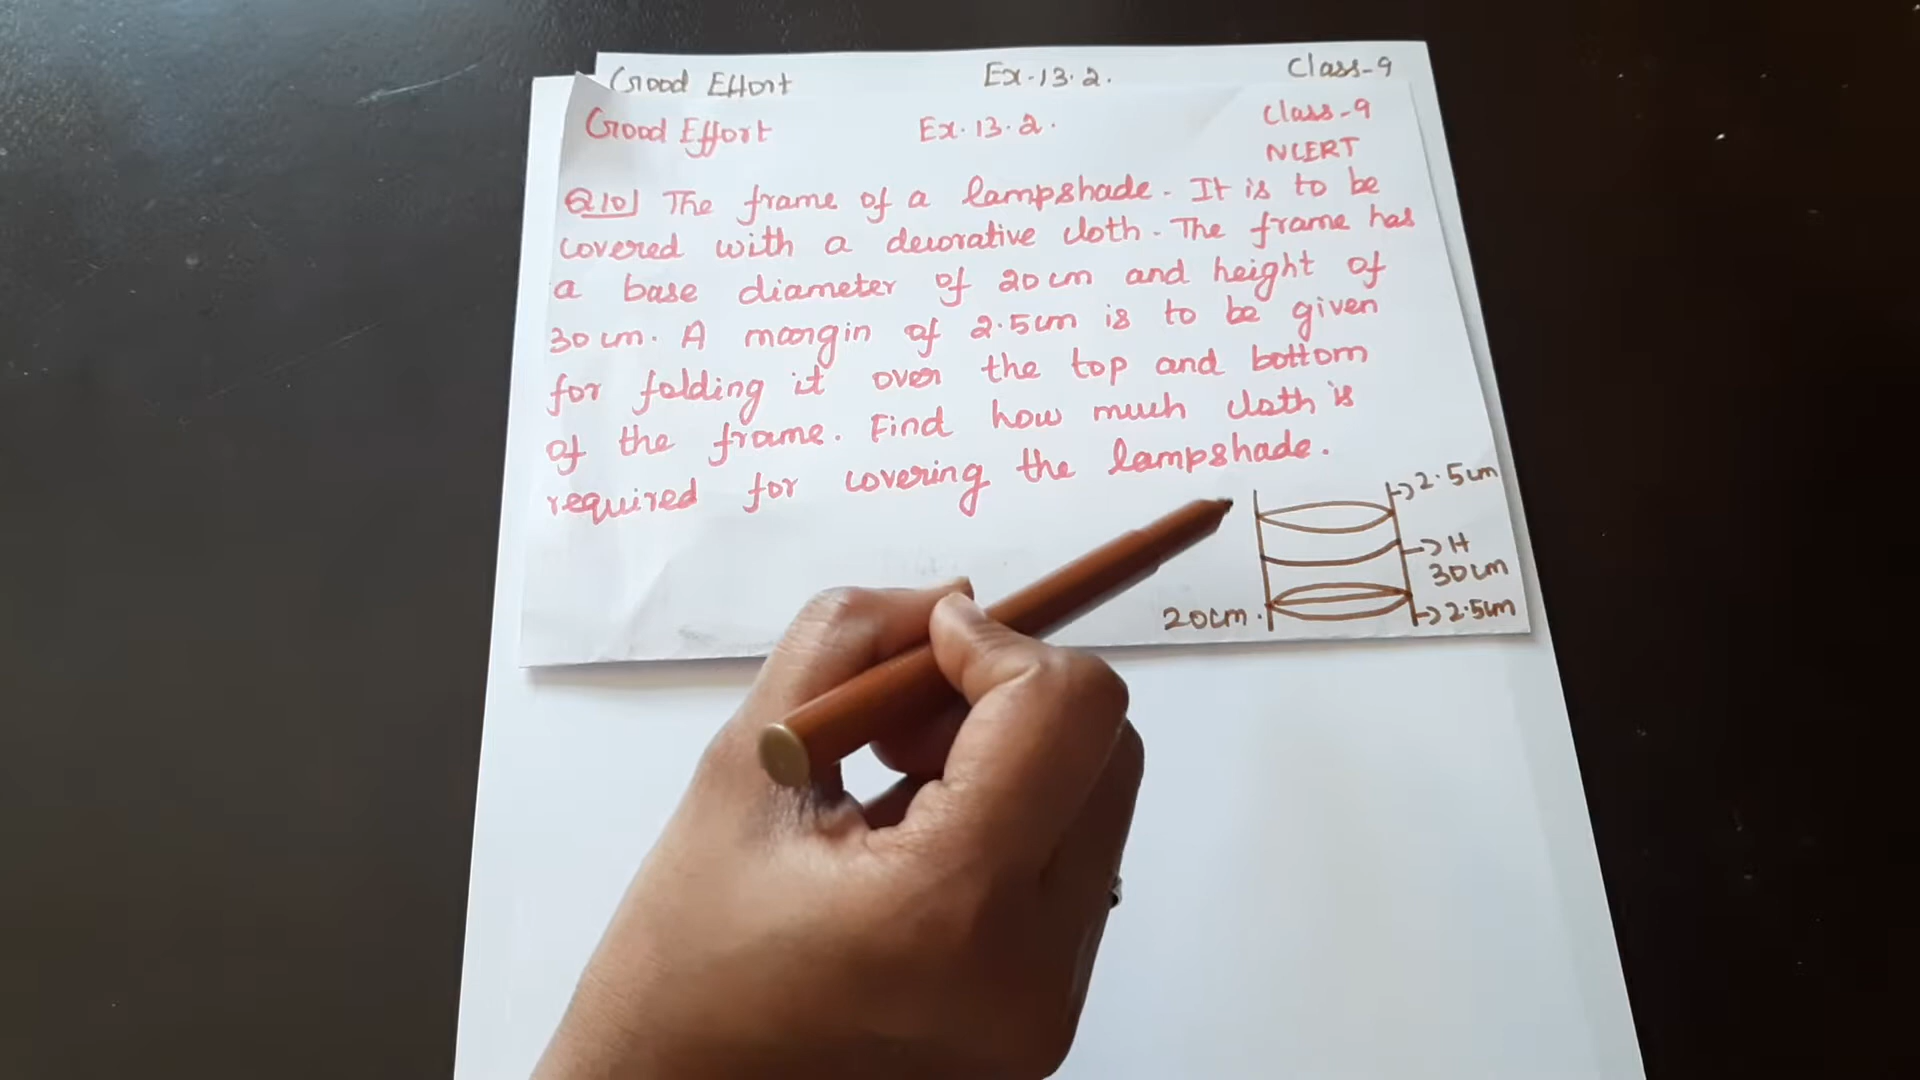 Good Effort Ex.13.2. Class-9
Good Effort Ex.13.2. Class-9
NCERT
Q10] The frame of a lampshade. It is to be
covered with a decorative cloth. The frame has
a base diameter of 20cm and height of
30cm. A margin of 2.5cm is to be given
for folding it over the top and bottom
of the frame. Find how much cloth is
required for covering the lampshade.
2.5cm
H
30cm
20cm.
2.5cm